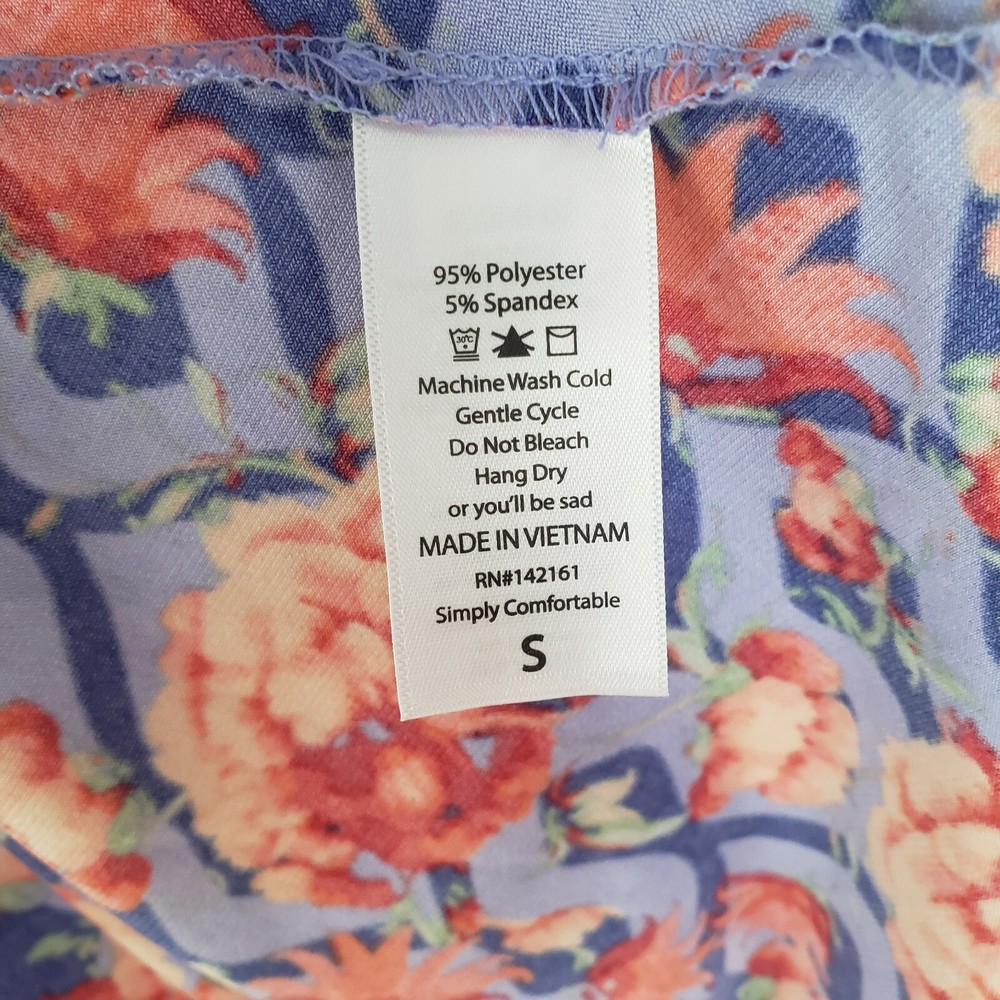 95% Polyester
5% Spandex
30°C
Machine Wash Cold
Gentle Cycle
Do Not Bleach
Hang Dry
or you'll be sad
MADE IN VIETNAM
RN#142161
Simply Comfortable
S